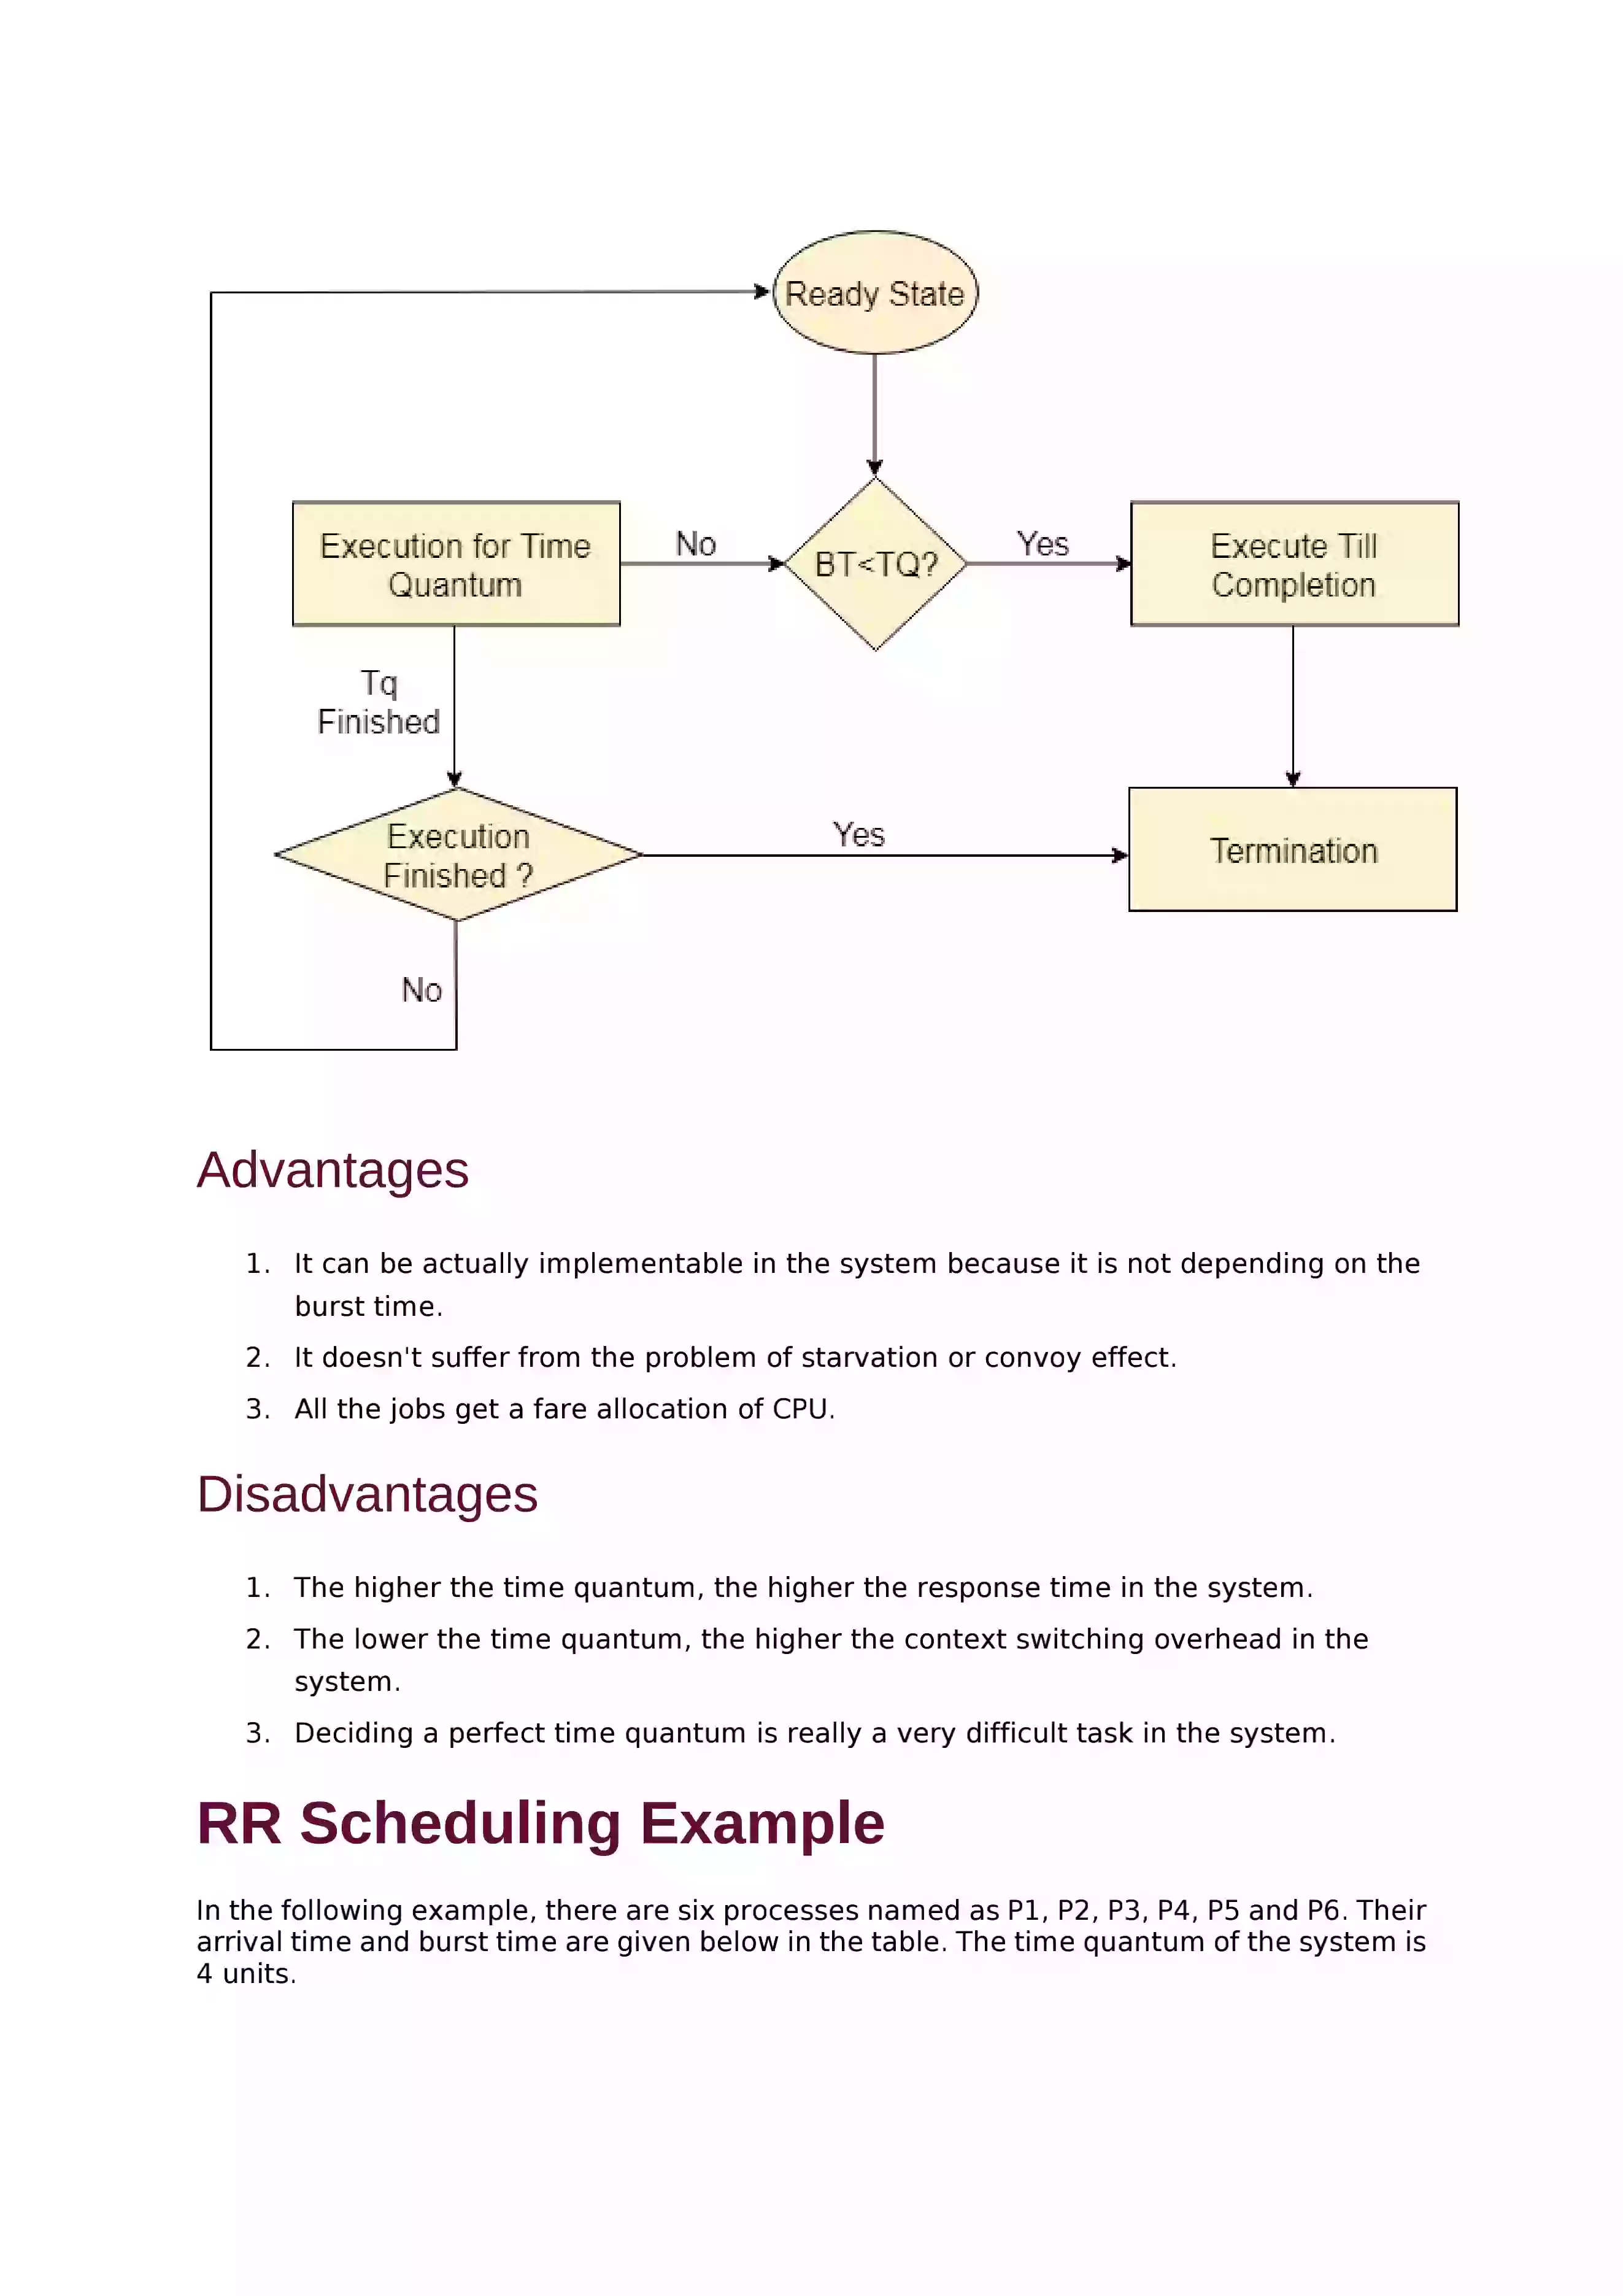 Ready State
Execution for Time
Quantum
No
BT<TQ?
Yes
Execute Till
Completion
Tq
Finished
Execution
Finished ?
Yes
Termination
No
Advantages
1. It can be actually implementable in the system because it is not depending on the
burst time.
2. It doesn't suffer from the problem of starvation or convoy effect.
3. All the jobs get a fare allocation of CPU.
Disadvantages
1. The higher the time quantum, the higher the response time in the system.
2. The lower the time quantum, the higher the context switching overhead in the
system.
3. Deciding a perfect time quantum is really a very difficult task in the system.
RR Scheduling Example
In the following example, there are six processes named as P1, P2, P3, P4, P5 and P6. Their
arrival time and burst time are given below in the table. The time quantum of the system is
4 units.